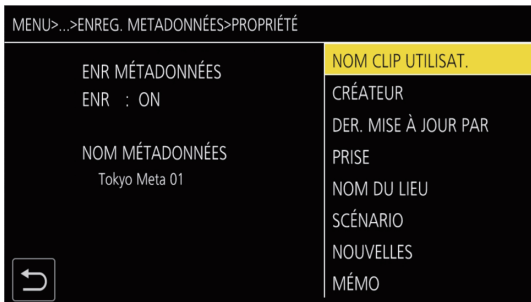 MENU>...>ENREG. METADONNÉES>PROPRIÉTÉ
ENR MÉTADONNÉES
ENR : ON
NOM MÉTADONNÉES
Tokyo Meta 01
NOM CLIP UTILISAT.
CRÉATEUR
DER. MISE À JOUR PAR
PRISE
NOM DU LIEU
SCÉNARIO
NOUVELLES
MÉMO